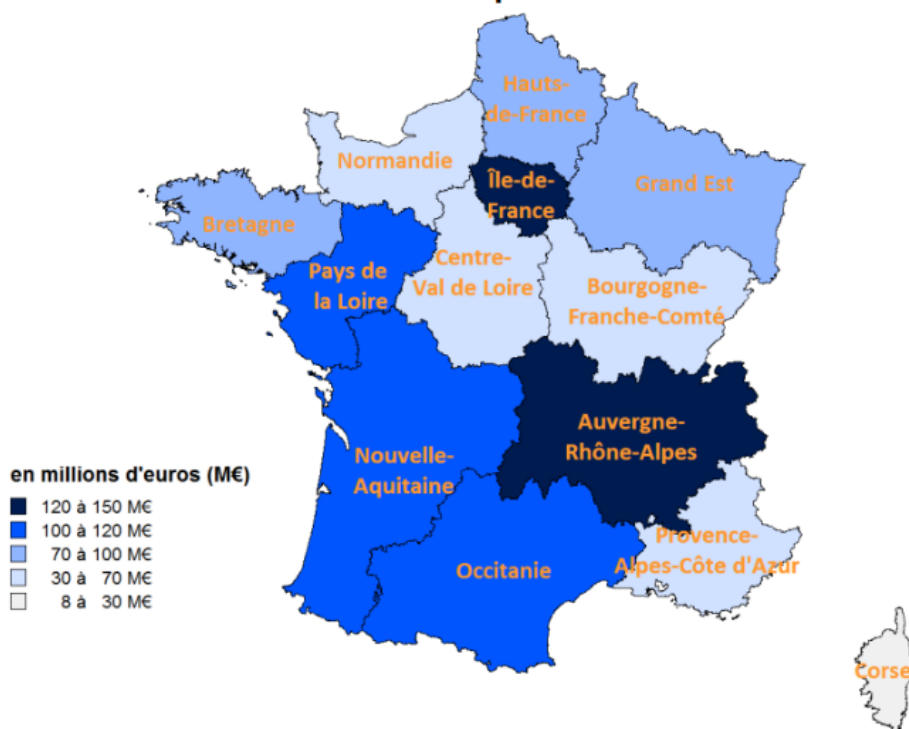 Hauts-
de-France
Normandie
Île-de-
France
Grand Est
Bretagne
Pays de
la Loire
Centre-
Val de Loire
Bourgogne-
Franche-Comté
Auvergne-
Rhône-Alpes
Nouvelle-
Aquitaine
en millions d'euros (M€)
120 à 150 M€
100 à 120 M€
70 à 100 M€
30 à 70 M€
8 à 30 M€
Provence-
Alpes-Côte d'Azur
Occitanie
Corse